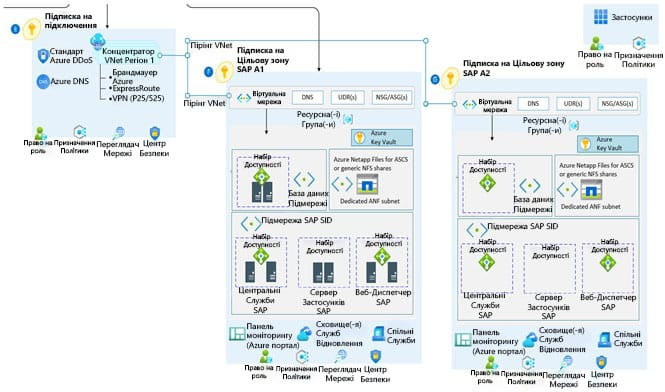 Підписка на
підключення
Стандарт
Azure DDoS
Azure DNS
Концентратор
VNet Регіон 1
Брандмауер
Azure
ExpressRoute
VPN (P2S/S2S)
Право на
роль
Призначення
Політики
Переглядач
Мережі
Центр
Безпеки
Пірінг VNet
Пірінг VNet
Підписка на
Цільову зону
SAP A1
Віртуальна
мережа
DNS
UDR(s)
NSG/ASG(s)
Ресурсна(-і)
Група(-и)
Azure
Key Vault
Набір
Доступності
База даних
Підмережі
Azure Netapp Files for ASCS
or generic NFS shares
Dedicated ANF subnet
Підмережа SAP SID
Набір
Доступності
Набір
Доступності
Набір
Доступності
Центральні
Служби
SAP
Сервер
Застосунків
SAP
Веб-Диспетчер
SAP
Панель
моніторингу
(Azure портал)
Сховище(-я)
Служб
Відновлення
Спільні
Служби
Право на
роль
Призначення
Політики
Переглядач
Мережі
Центр
Безпеки
Застосунки
Право на
роль
Призначення
Політики
Підписка на Цільову зону
SAP A2
Віртуальна
мережа
DNS
UDR(s)
NSG/ASG(s)
Ресурсна(-і)
Група(-и)
Azure
Key Vault
Набір
Доступності
База даних
Підмережі
Azure Netapp Files for ASCS
or generic NFS shares
Dedicated ANF subnet
Підмережа SAP SID
Набір
Доступності
Набір
Доступності
Набір
Доступності
Центральні
Служби
SAP
Сервер
Застосунків
SAP
Веб-Диспетчер
SAP
Панель
моніторингу
(Azure портал)
Сховище(-я)
Служб
Відновлення
Спільні
Служби
Право на
роль
Призначення
Політики
Переглядач
Мережі
Центр
Безпеки